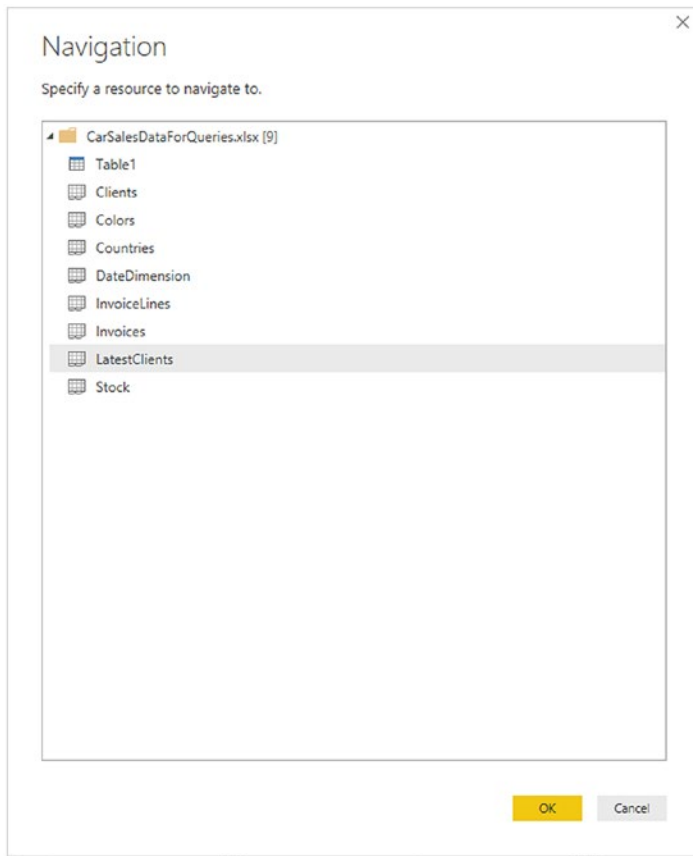 Navigation
Specify a resource to navigate to.
CarSalesDataForQueries.xlsx [9]
Table1
Clients
Colors
Countries
DateDimension
InvoiceLines
Invoices
LatestClients
Stock
OK Cancel